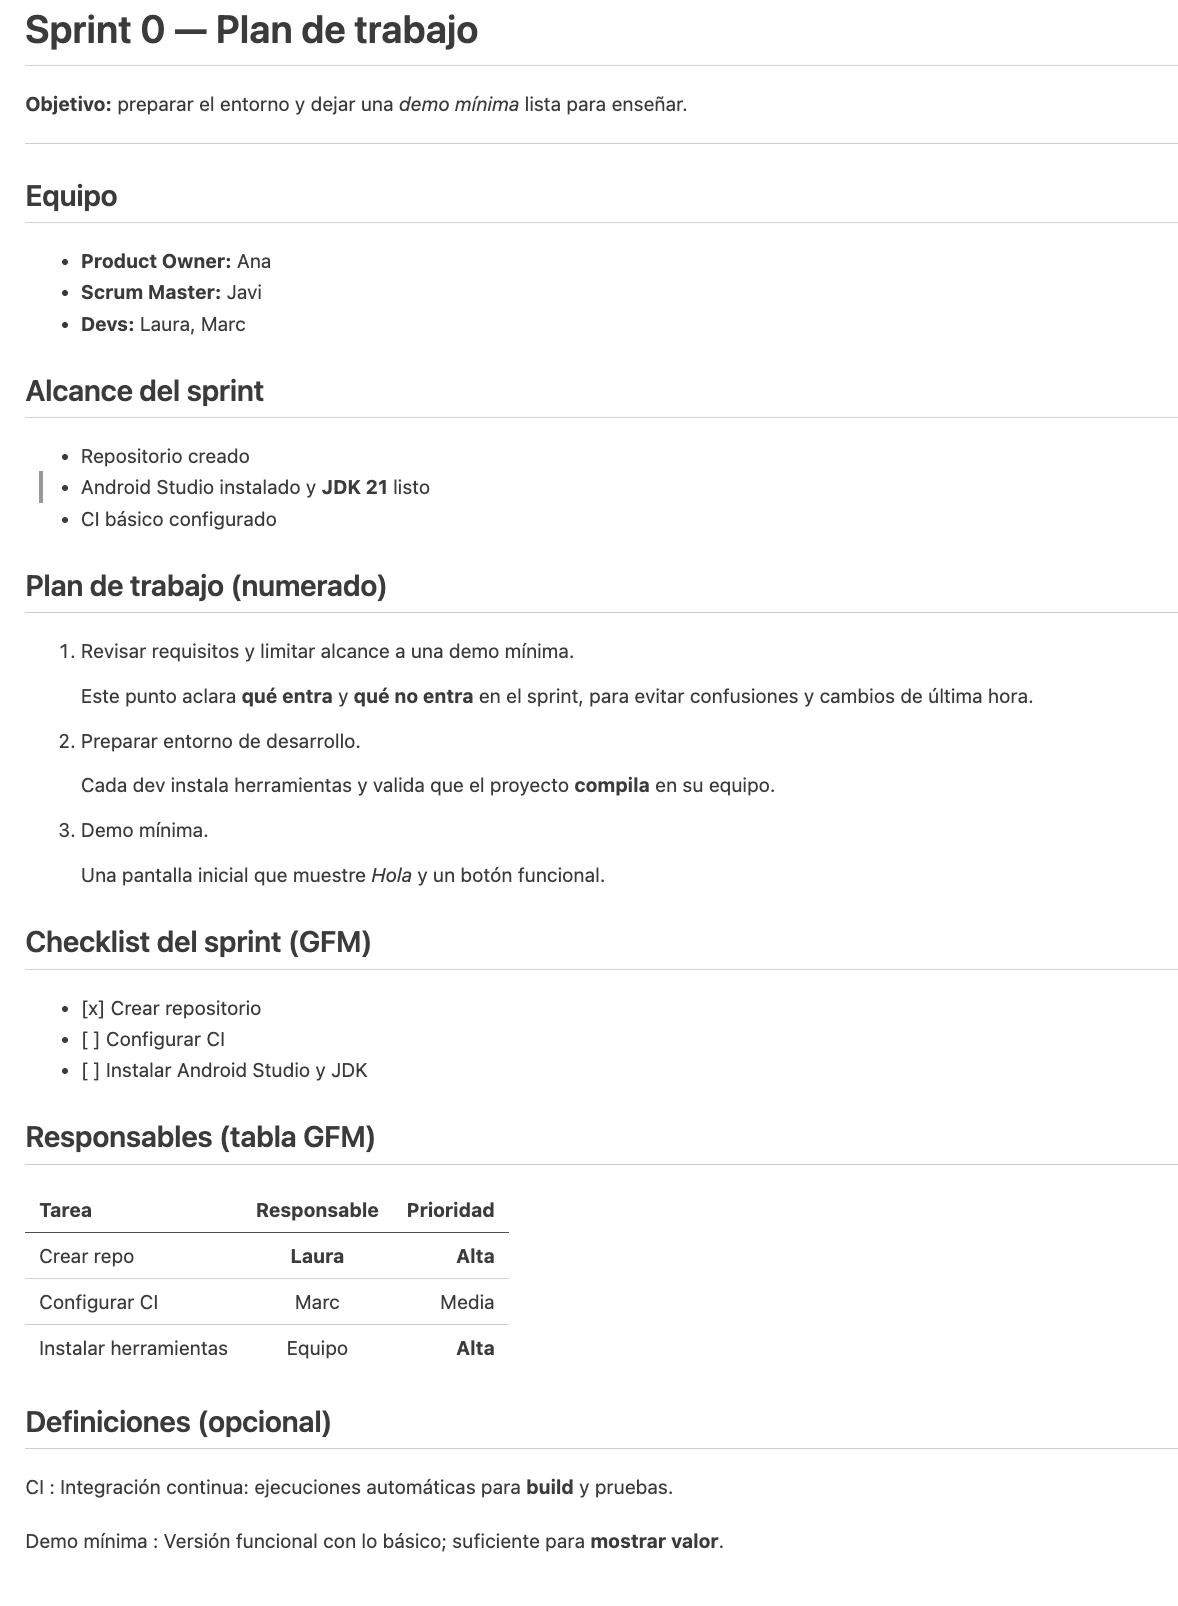 Sprint 0 — Plan de trabajo
Objetivo: preparar el entorno y dejar una demo mínima lista para enseñar.
Equipo
• Product Owner: Ana
• Scrum Master: Javi
• Devs: Laura, Marc
Alcance del sprint
• Repositorio creado
• Android Studio instalado y JDK 21 listo
• CI básico configurado
Plan de trabajo (numerado)
1. Revisar requisitos y limitar alcance a una demo mínima.
Este punto aclara qué entra y qué no entra en el sprint, para evitar confusiones y cambios de última hora.
2. Preparar entorno de desarrollo.
Cada dev instala herramientas y valida que el proyecto compila en su equipo.
3. Demo mínima.
Una pantalla inicial que muestre Hola y un botón funcional.
Checklist del sprint (GFM)
• [x] Crear repositorio
• [ ] Configurar CI
• [ ] Instalar Android Studio y JDK
Responsables (tabla GFM)
Tarea Responsable Prioridad
Crear repo Laura Alta
Configurar CI Marc Media
Instalar herramientas Equipo Alta
Definiciones (opcional)
CI : Integración continua: ejecuciones automáticas para build y pruebas.
Demo mínima : Versión funcional con lo básico; suficiente para mostrar valor.